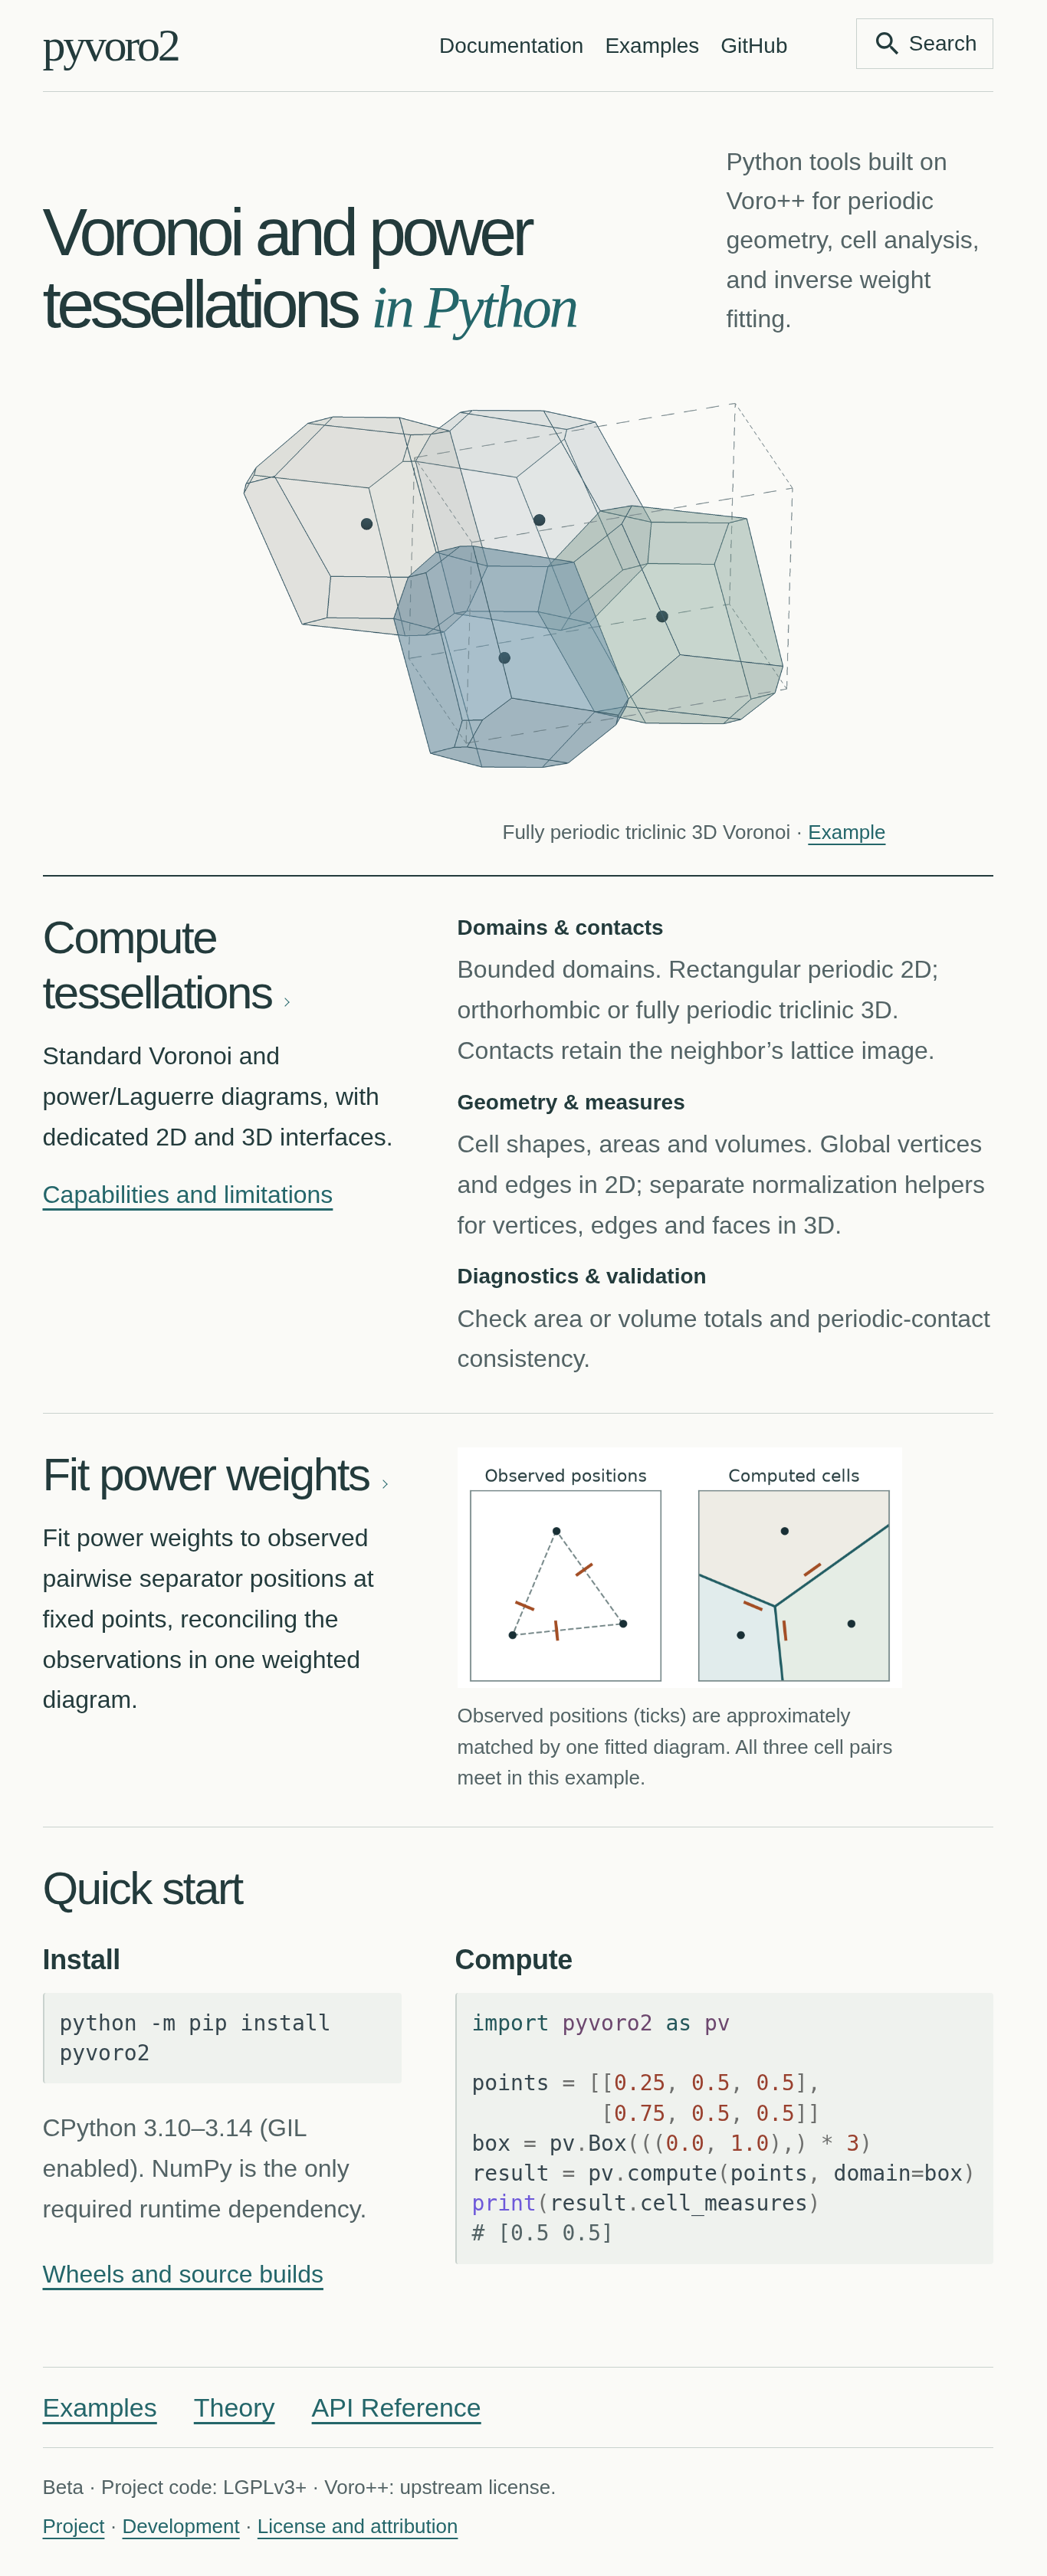 pyvoro2
Documentation Examples GitHub
Search
Voronoi and power
tessellations in Python
Python tools built on
Voro++ for periodic
geometry, cell analysis,
and inverse weight
fitting.
Fully periodic triclinic 3D Voronoi · Example
Compute
tessellations ›
Standard Voronoi and
power/Laguerre diagrams, with
dedicated 2D and 3D interfaces.
Capabilities and limitations
Domains & contacts
Bounded domains. Rectangular periodic 2D;
orthorhombic or fully periodic triclinic 3D.
Contacts retain the neighbor’s lattice image.
Geometry & measures
Cell shapes, areas and volumes. Global vertices
and edges in 2D; separate normalization helpers
for vertices, edges and faces in 3D.
Diagnostics & validation
Check area or volume totals and periodic-contact
consistency.
Fit power weights ›
Fit power weights to observed
pairwise separator positions at
fixed points, reconciling the
observations in one weighted
diagram.
Observed positions
Computed cells
Observed positions (ticks) are approximately
matched by one fitted diagram. All three cell pairs
meet in this example.
Quick start
Install
python -m pip install
pyvoro2
CPython 3.10–3.14 (GIL
enabled). NumPy is the only
required runtime dependency.
Wheels and source builds
Compute
import pyvoro2 as pv
points = [[0.25, 0.5, 0.5],
          [0.75, 0.5, 0.5]]
box = pv.Box(((0.0, 1.0),) * 3)
result = pv.compute(points, domain=box)
print(result.cell_measures)
# [0.5 0.5]
Examples Theory API Reference
Beta · Project code: LGPLv3+ · Voro++: upstream license.
Project · Development · License and attribution